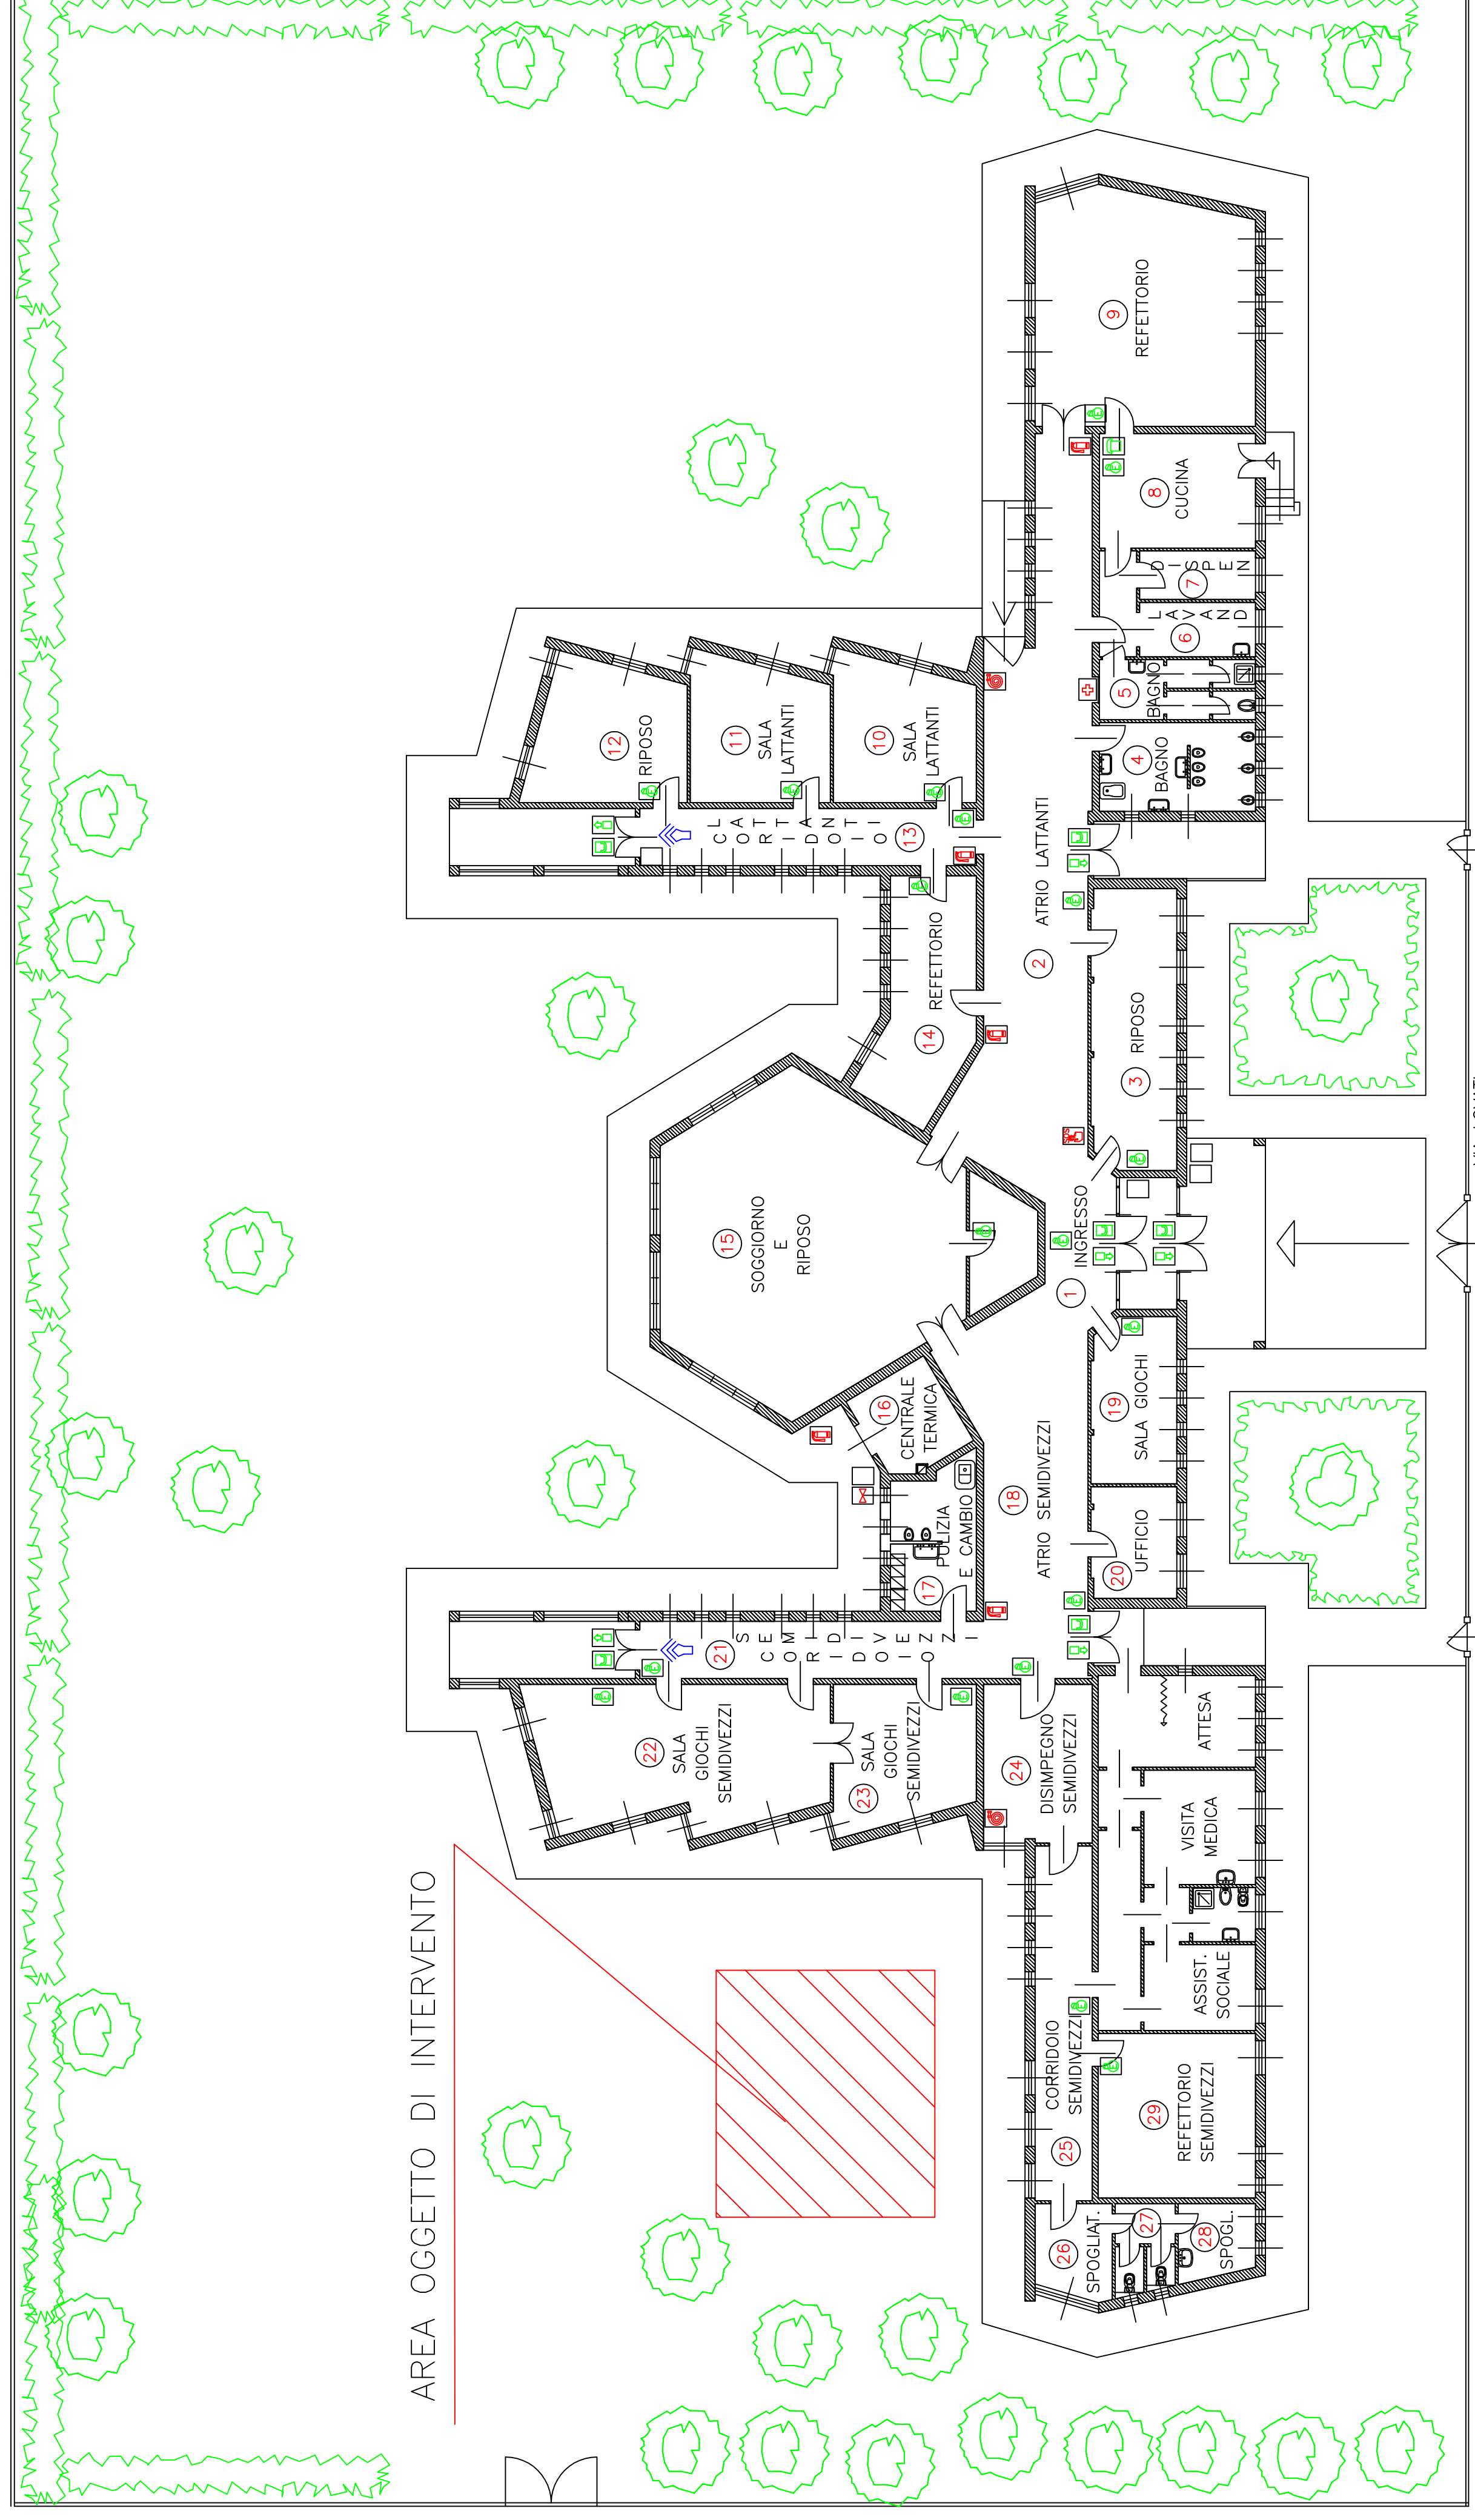 AREA OGGETTO DI INTERVENTO
22
SALA
GIOCHI
SEMIDIVEZZI
23
SALA
GIOCHI
SEMIDIVEZZI
21
CORRIDOIO
SEMIDIVEZZI
24
DISIMPEGNO
SEMIDIVEZZI
25
CORRIDOIO
SEMIDIVEZZI
26
SPOGLIAT.
27
28
SPOGL.
29
REFETTORIO
SEMIDIVEZZI
ASSIST.
SOCIALE
VISITA
MEDICA
ATTESA
17
PULIZIA
E CAMBIO
16
CENTRALE
TERMICA
18
ATRIO SEMIDIVEZZI
20
UFFICIO
19
SALA GIOCHI
15
SOGGIORNO
E
RIPOSO
1
INGRESSO
14
REFETTORIO
2
ATRIO LATTANTI
3
RIPOSO
13
CORRIDOIO
LATTANTI
12
RIPOSO
11
SALA
LATTANTI
10
SALA
LATTANTI
4
BAGNO
5
BAGNO
6
LAVAND
7
DISPEN
8
CUCINA
9
REFETTORIO